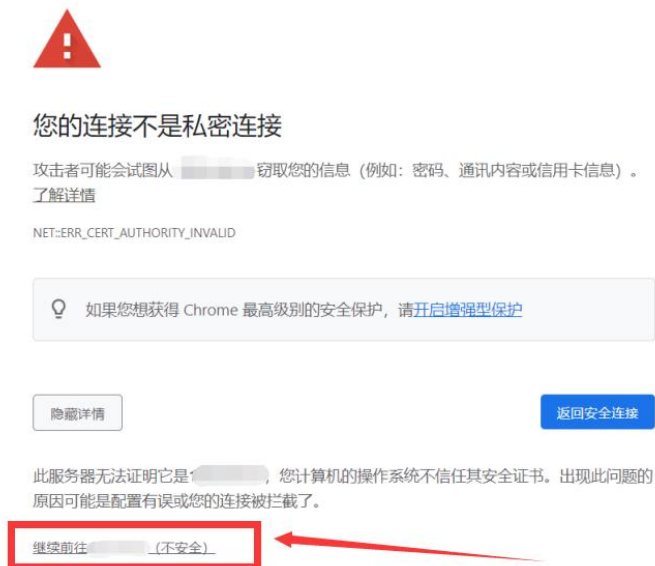 您的连接不是私密连接
攻击者可能会试图从 窃取您的信息（例如：密码、通讯内容或信用卡信息）。
了解详情
NET::ERR_CERT_AUTHORITY_INVALID
如果您想获得 Chrome 最高级别的安全保护，请开启增强型保护
隐藏详情
返回安全连接
此服务器无法证明它是 ；您计算机的操作系统不信任其安全证书。出现此问题的
原因可能是配置有误或您的连接被拦截了。
继续前往 （不安全）